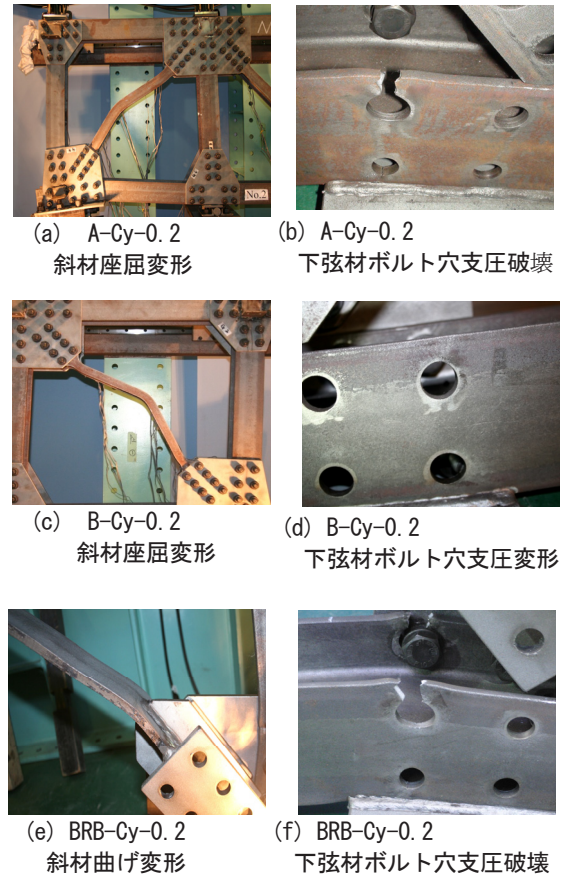 No.2
(a) A-Cy-0.2
斜材座屈変形
(b) A-Cy-0.2
下弦材ボルト穴支圧破壊
(c) B-Cy-0.2
斜材座屈変形
(d) B-Cy-0.2
下弦材ボルト穴支圧変形
(e) BRB-Cy-0.2
斜材曲げ変形
(f) BRB-Cy-0.2
下弦材ボルト穴支圧破壊